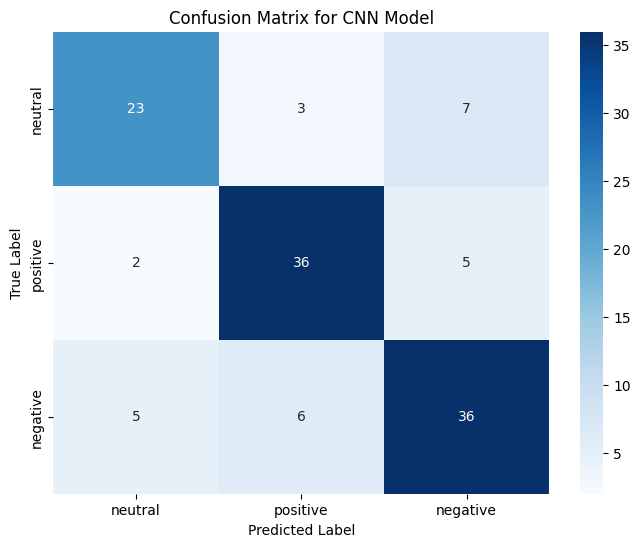 Confusion Matrix for CNN Model
True Label
neutral
positive
negative
23 3 7
2 36 5
5 6 36
neutral positive negative
Predicted Label
35
30
25
20
15
10
5